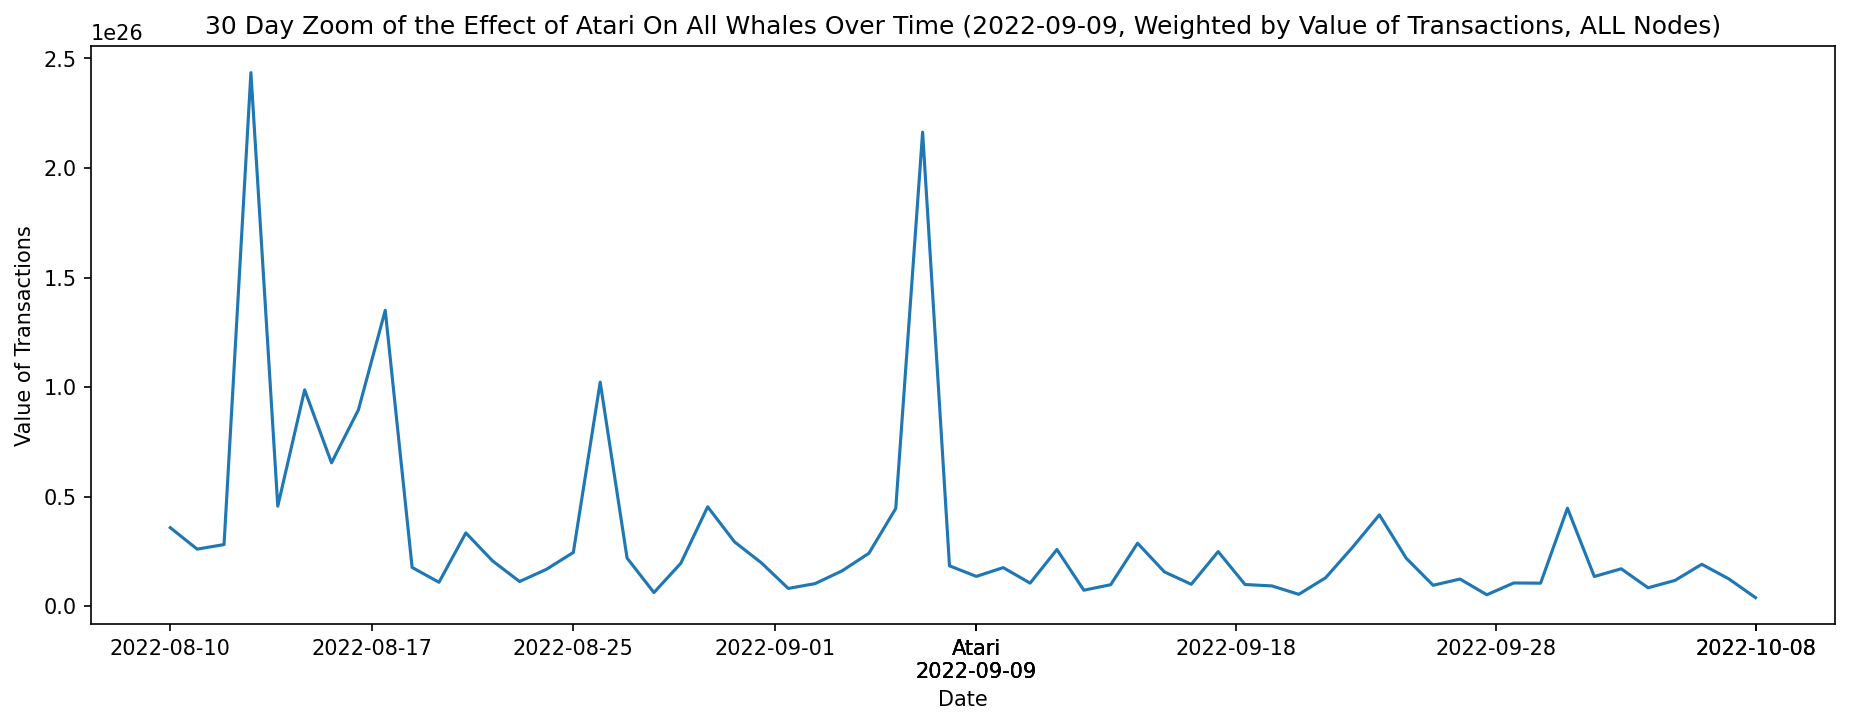 30 Day Zoom of the Effect of Atari On All Whales Over Time (2022-09-09, Weighted by Value of Transactions, ALL Nodes)
1e26
2.5
2.0
1.5
1.0
0.5
0.0
Value of Transactions
2022-08-10 2022-08-17 2022-08-25 2022-09-01 Atari 2022-09-18 2022-09-28 2022-10-08
2022-09-09
Date